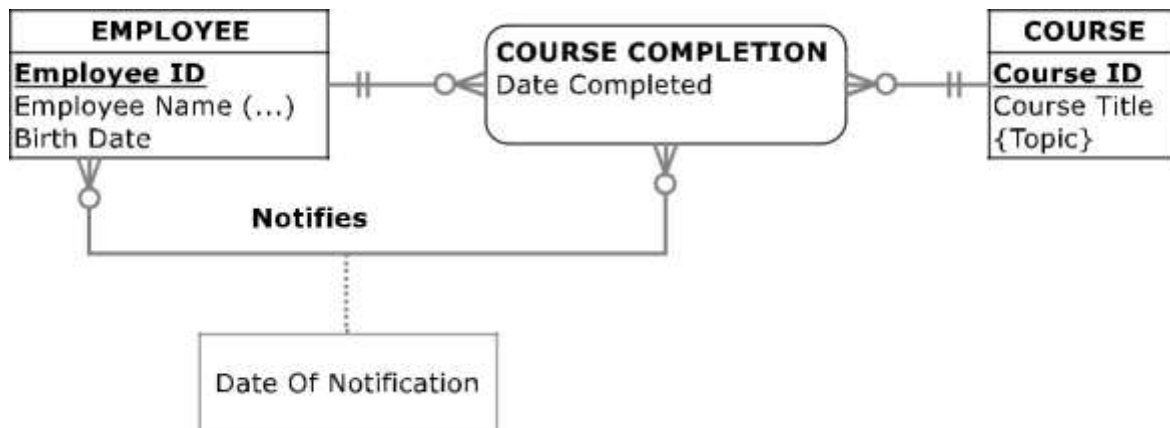 EMPLOYEE
Employee ID
Employee Name (...)
Birth Date
COURSE COMPLETION
Date Completed
COURSE
Course ID
Course Title
{Topic}
Notifies
Date Of Notification